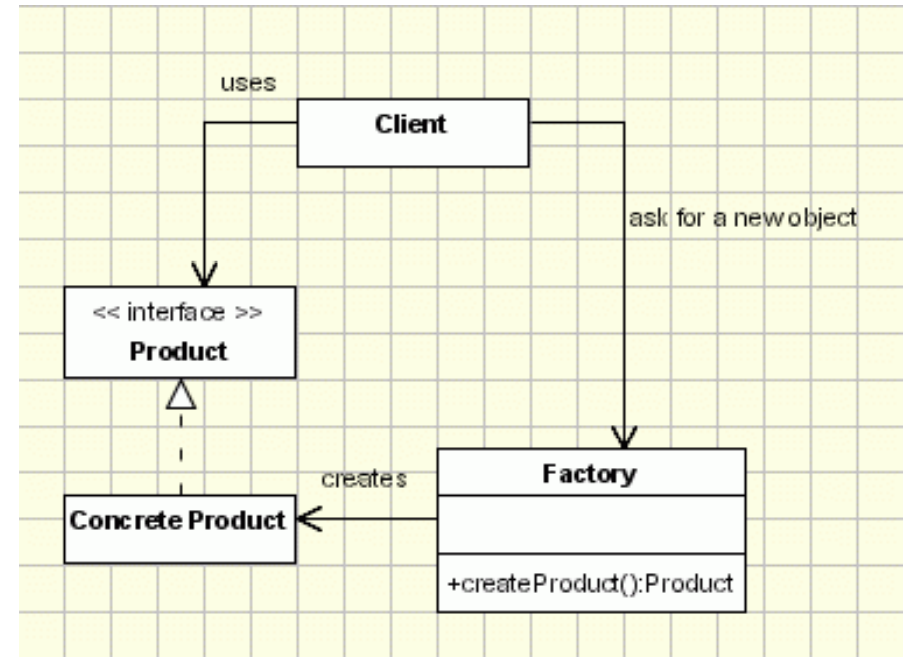 uses
Client
ask for a new object
<< interface >>
Product
creates
Factory
Concrete Product
+createProduct():Product